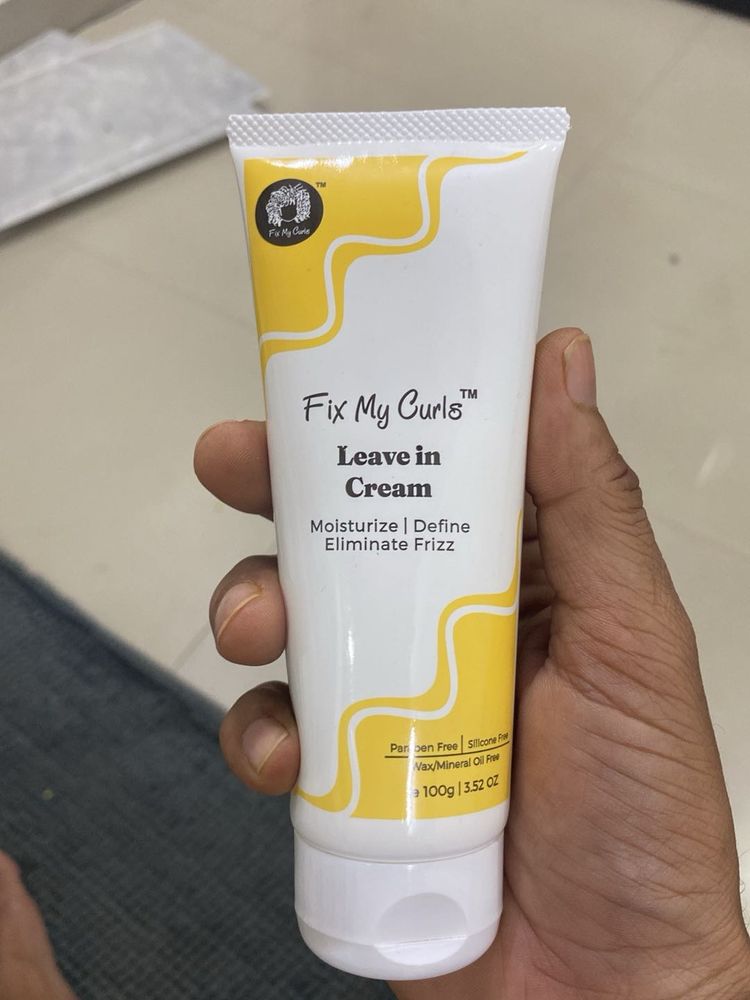 TM
Fix My Curls
Fix My Curls™
Leave in
Cream
Moisturize | Define
Eliminate Frizz
Paraben Free | Silicone Free
Wax/Mineral Oil Free
e 100g | 3.52 OZ